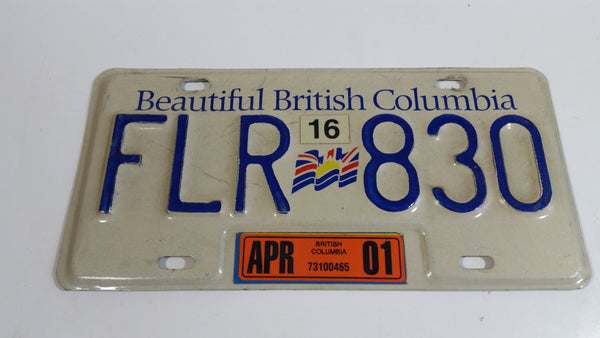 Beautiful British Columbia
16
FLR 830
BRITISH
COLUMBIA
APR 73100465 01